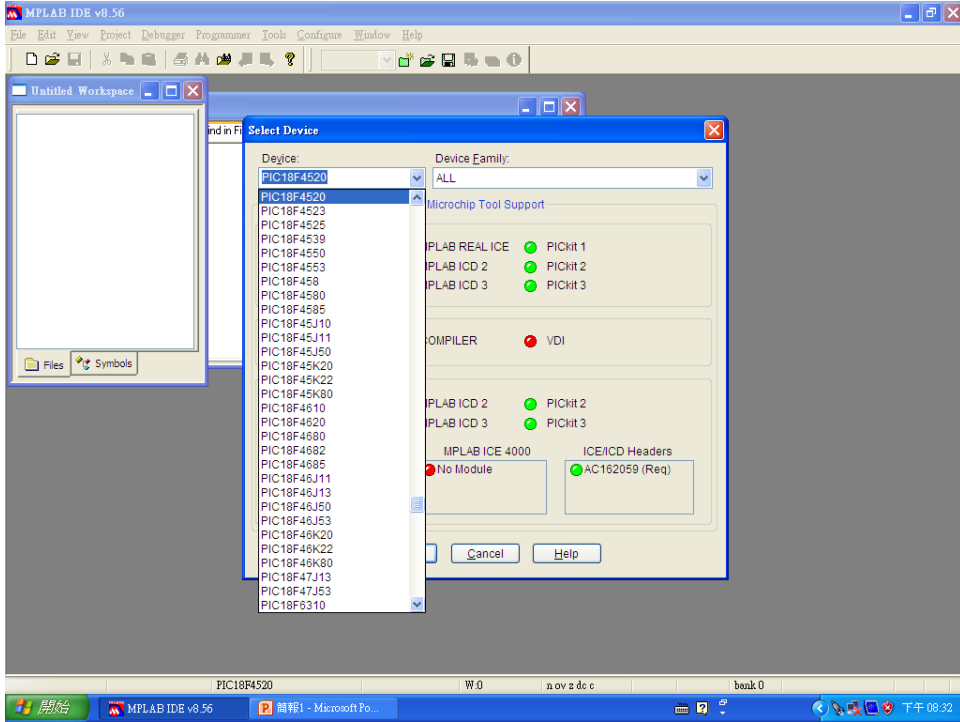 MPLAB IDE v8.56
File Edit View Project Debugger Programmer Tools Configure Window Help
Untitled Workspace
ind in Fi
Select Device
Device:
Device Family:
PIC18F4520
ALL
PIC18F4520
PIC18F4523
PIC18F4525
PIC18F4539
PIC18F4550
PIC18F4553
PIC18F458
PIC18F4580
PIC18F4585
PIC18F45J10
PIC18F45J11
PIC18F45J50
PIC18F45K20
PIC18F45K22
PIC18F45K80
PIC18F4610
PIC18F4620
PIC18F4680
PIC18F4682
PIC18F4685
PIC18F46J11
PIC18F46J13
PIC18F46J50
PIC18F46J53
PIC18F46K20
PIC18F46K22
PIC18F46K80
PIC18F47J13
PIC18F47J53
PIC18F6310
Microchip Tool Support
MPLAB REAL ICE PICkit 1
MPLAB ICD 2 PICkit 2
MPLAB ICD 3 PICkit 3
COMPILER VDI
MPLAB ICD 2 PICkit 2
MPLAB ICD 3 PICkit 3
MPLAB ICE 4000 ICE/ICD Headers
No Module AC162059 (Req)
Cancel Help
Files Symbols
PIC18F4520 W:0 n ov z dc c bank 0
開始 MPLAB IDE v8.56 簡報1 - Microsoft Po... 下午 08:32